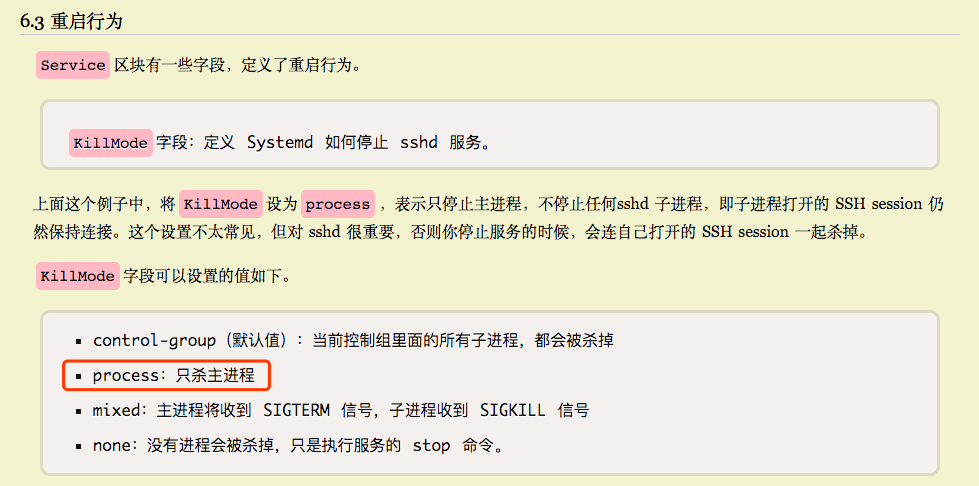 6.3 重启行为
Service 区块有一些字段，定义了重启行为。
KillMode 字段：定义 Systemd 如何停止 sshd 服务。
上面这个例子中，将 KillMode 设为 process ，表示只停止主进程，不停止任何sshd 子进程，即子进程打开的 SSH session 仍
然保持连接。这个设置不太常见，但对 sshd 很重要，否则你停止服务的时候，会连自己打开的 SSH session 一起杀掉。
KillMode 字段可以设置的值如下。
▪ control-group（默认值）：当前控制组里面的所有子进程，都会被杀掉
▪ process：只杀主进程
▪ mixed：主进程将收到 SIGTERM 信号，子进程收到 SIGKILL 信号
▪ none：没有进程会被杀掉，只是执行服务的 stop 命令。